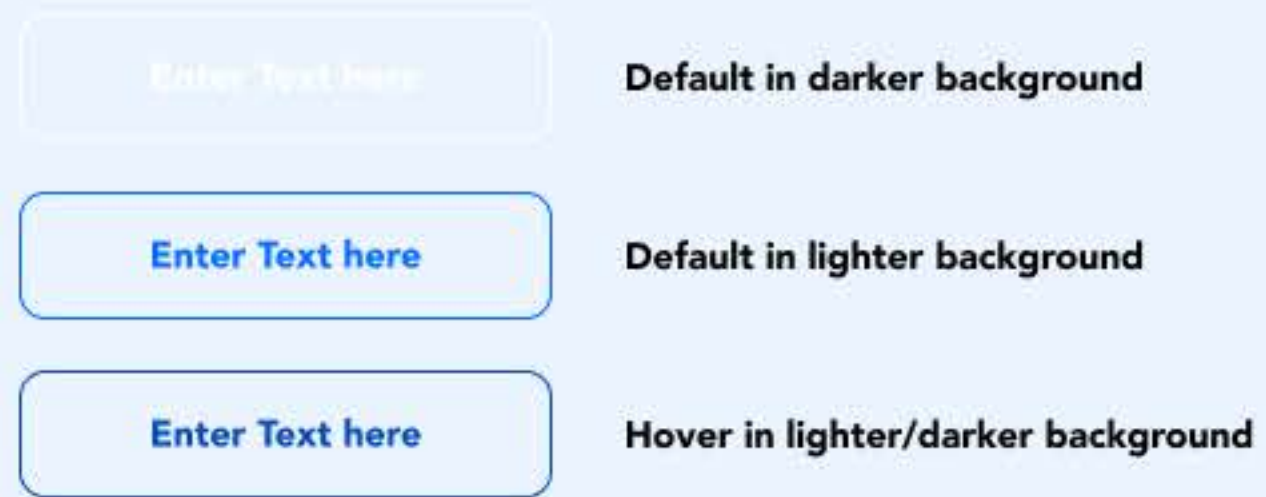 Enter Text here
Default in darker background
Enter Text here
Default in lighter background
Enter Text here
Hover in lighter/darker background